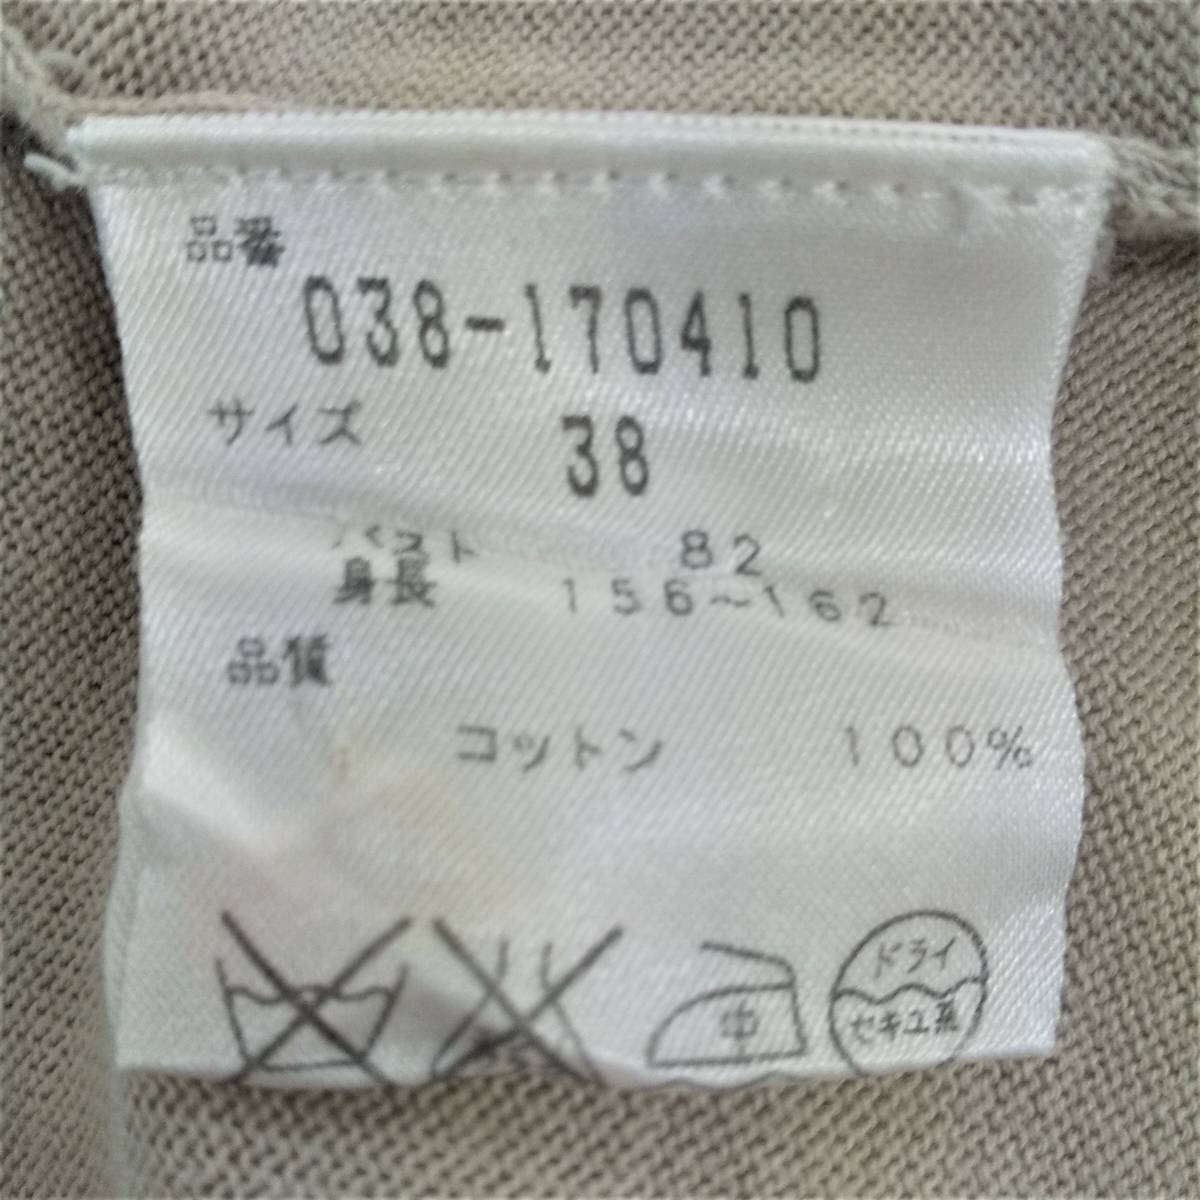 品番
038-170410
サイズ 38
バスト 82
身長 156~162
品質
コットン 100%
中
ドライ
セキユ系